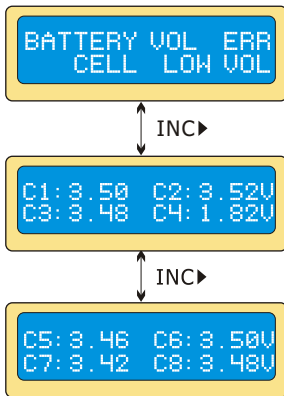 BATTERY VOL ERR
CELL LOW VOL
INC▶
C1:3.50 C2:3.52V
C3:3.48 C4:1.82V
INC▶
C5:3.46 C6:3.50V
C7:3.42 C8:3.48V